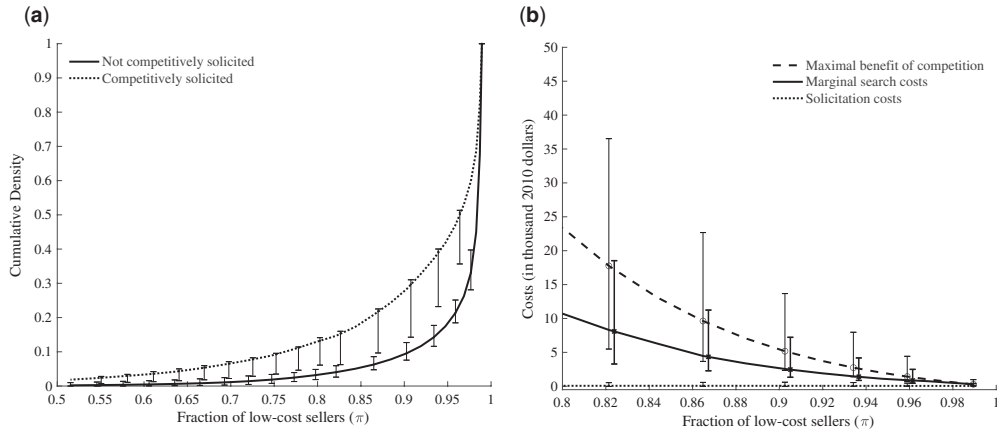 (a)
1
0.9
0.8
0.7
0.6
0.5
0.4
0.3
0.2
0.1
0
Cumulative Density
Not competitively solicited
Competitively solicited
0.5 0.55 0.6 0.65 0.7 0.75 0.8 0.85 0.9 0.95 1
Fraction of low-cost sellers (π)
(b)
50
45
40
35
30
25
20
15
10
5
0
Costs (in thousand 2010 dollars)
Maximal benefit of competition
Marginal search costs
Solicitation costs
0.8 0.82 0.84 0.86 0.88 0.9 0.92 0.94 0.96 0.98 1
Fraction of low-cost sellers (π)